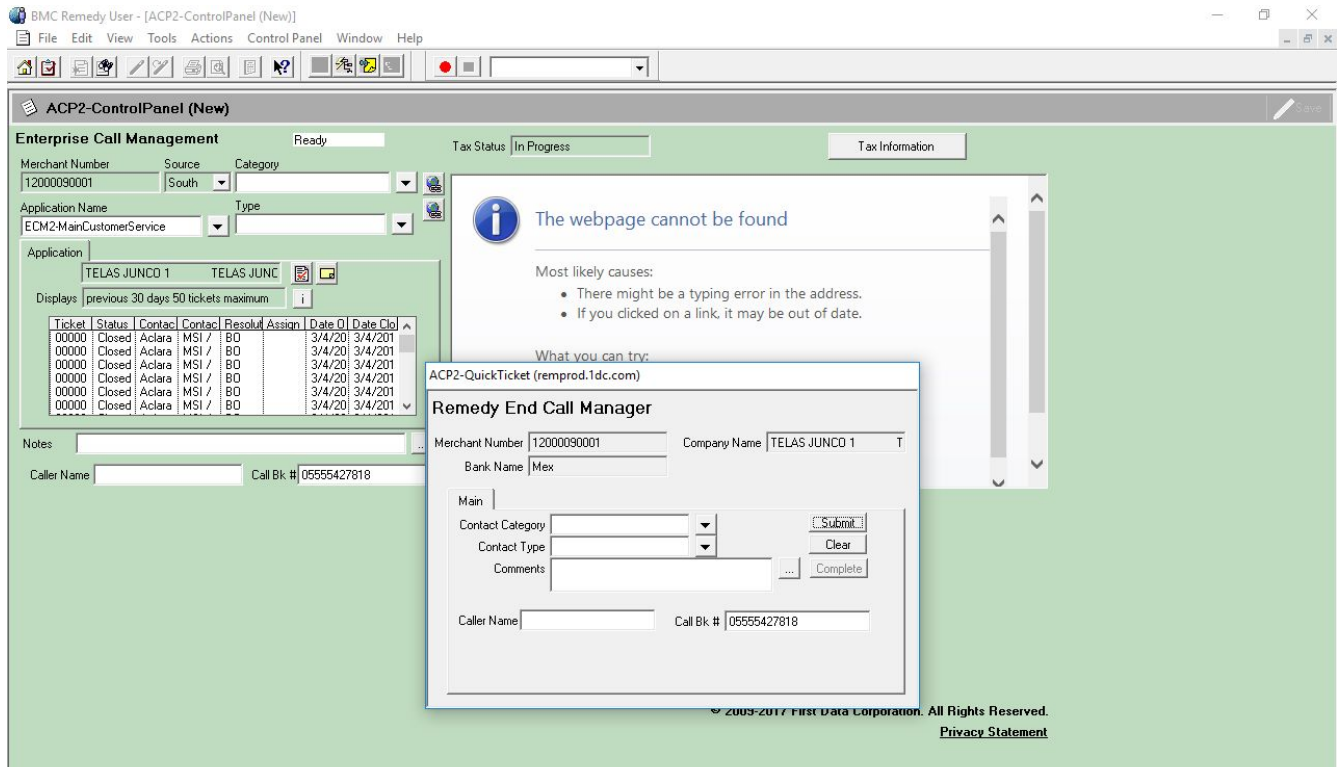 BMC Remedy User - [ACP2-ControlPanel (New)]
File Edit View Tools Actions Control Panel Window Help
ACP2-ControlPanel (New)
Save
Enterprise Call Management Ready
Tax Status In Progress Tax Information
Merchant Number Source Category
12000090001 South
Application Name Type
ECM2-MainCustomerService
Application
TELAS JUNCO 1 TELAS JUNC
Displays previous 30 days 50 tickets maximum i
Ticket Status Contac Contac Resolut Assign Date O Date Clo
00000 Closed Aclara MSI / BO 3/4/20 3/4/201
00000 Closed Aclara MSI / BO 3/4/20 3/4/201
00000 Closed Aclara MSI / BO 3/4/20 3/4/201
00000 Closed Aclara MSI / BO 3/4/20 3/4/201
00000 Closed Aclara MSI / BO 3/4/20 3/4/201
00000 Closed Aclara MSI / BO 3/4/20 3/4/201
Notes
Caller Name Call Bk # 05555427818
The webpage cannot be found
Most likely causes:
• There might be a typing error in the address.
• If you clicked on a link, it may be out of date.
What you can try:
ACP2-QuickTicket (remprod.1dc.com)
Remedy End Call Manager
Merchant Number 12000090001 Company Name TELAS JUNCO 1 T
Bank Name Mex
Main
Contact Category Submit
Contact Type Clear
Comments ... Complete
Caller Name Call Bk # 05555427818
© 2009-2017 First Data Corporation. All Rights Reserved.
Privacy Statement